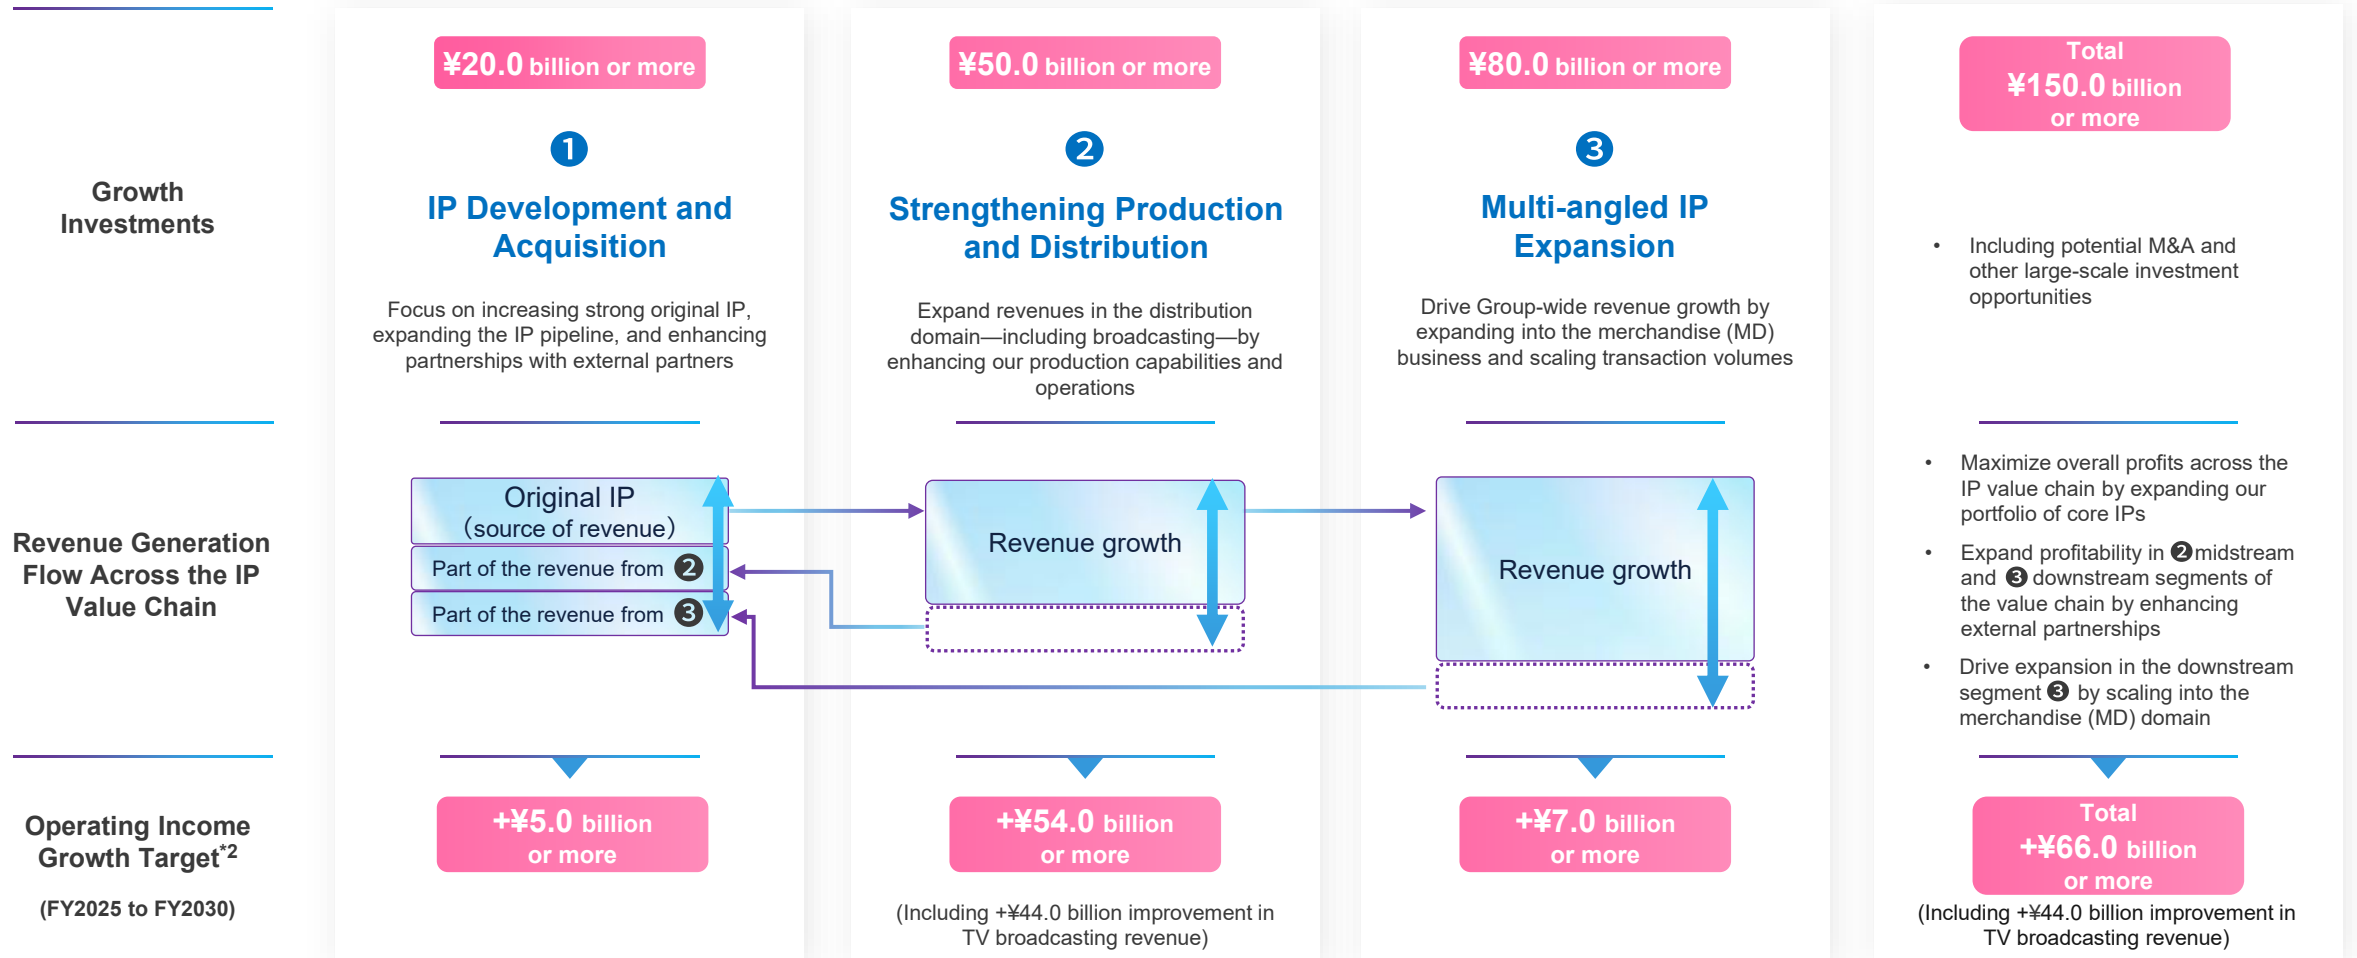 Growth
Investments
¥20.0 billion or more
❶
IP Development and
Acquisition
Focus on increasing strong original IP,
expanding the IP pipeline, and enhancing
partnerships with external partners
¥50.0 billion or more
❷
Strengthening Production
and Distribution
Expand revenues in the distribution
domain—including broadcasting—by
enhancing our production capabilities and
operations
¥80.0 billion or more
❸
Multi-angled IP
Expansion
Drive Group-wide revenue growth by
expanding into the merchandise (MD)
business and scaling transaction volumes
Total
¥150.0 billion
or more
• Including potential M&A and
other large-scale investment
opportunities
Revenue Generation
Flow Across the IP
Value Chain
Original IP
（source of revenue）
Part of the revenue from ❷
Part of the revenue from ❸
Revenue growth
Revenue growth
• Maximize overall profits across the
IP value chain by expanding our
portfolio of core IPs
• Expand profitability in ❷midstream
and ❸ downstream segments of
the value chain by enhancing
external partnerships
• Drive expansion in the downstream
segment ❸ by scaling into the
merchandise (MD) domain
Operating Income
Growth Target*2
(FY2025 to FY2030)
+¥5.0 billion
or more
+¥54.0 billion
or more
(Including +¥44.0 billion improvement in
TV broadcasting revenue)
+¥7.0 billion
or more
Total
+¥66.0 billion
or more
(Including +¥44.0 billion improvement in
TV broadcasting revenue)